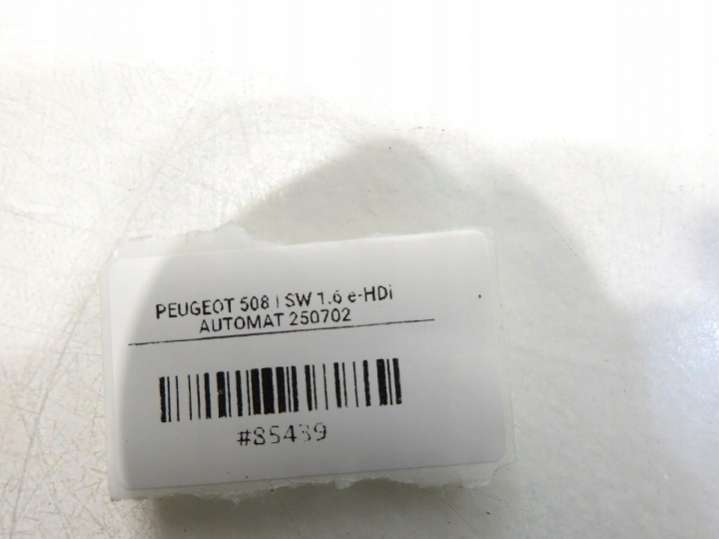 PEUGEOT 508 I SW 1.6 e-HDi
AUTOMAT 250702
#85439